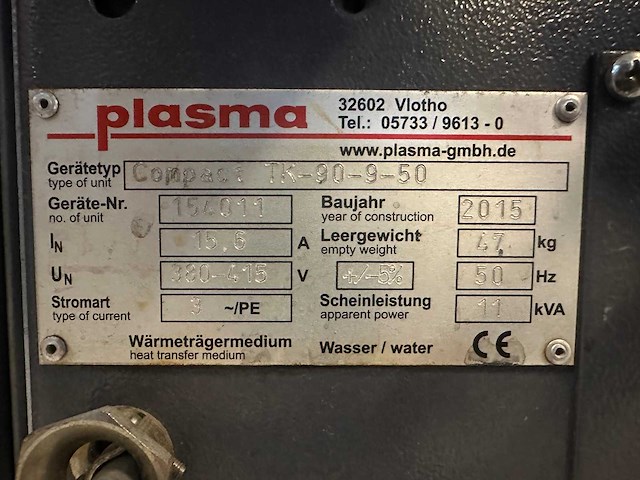 plasma
32602 Vlotho
Tel.: 05733 / 9613 - 0
www.plasma-gmbh.de
Gerätetyp Compact TK-90-9-50
type of unit
Geräte-Nr. 154011 Baujahr 2015
no. of unit year of construction
IN 15,6 A Leergewicht 47 kg
empty weight
UN 380-415 V +/-5% 50 Hz
Stromart 3 ~/PE Scheinleistung 11 kVA
type of current apparent power
Wärmeträgermedium Wasser / water CE
heat transfer medium